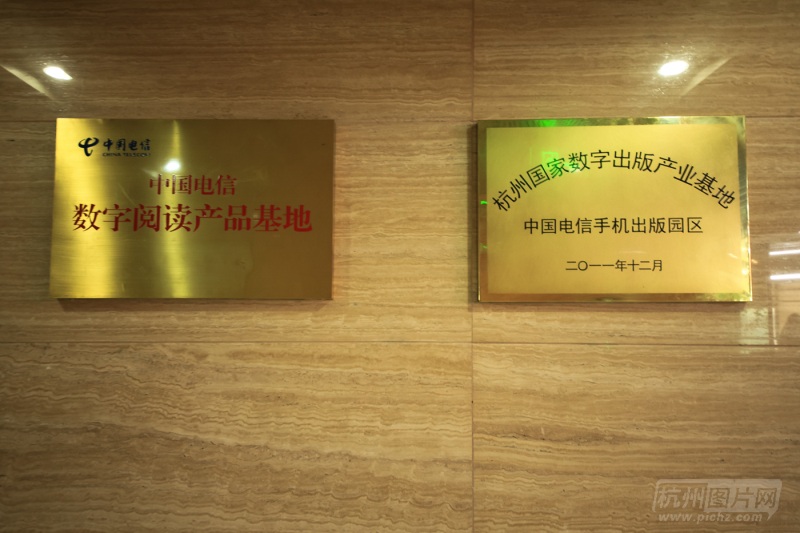 中国电信
CHINA TELECOM
中国电信
数字阅读产品基地
杭州国家数字出版产业基地
中国电信手机出版园区
二〇一一年十二月
杭州图片网
www.pichz.com